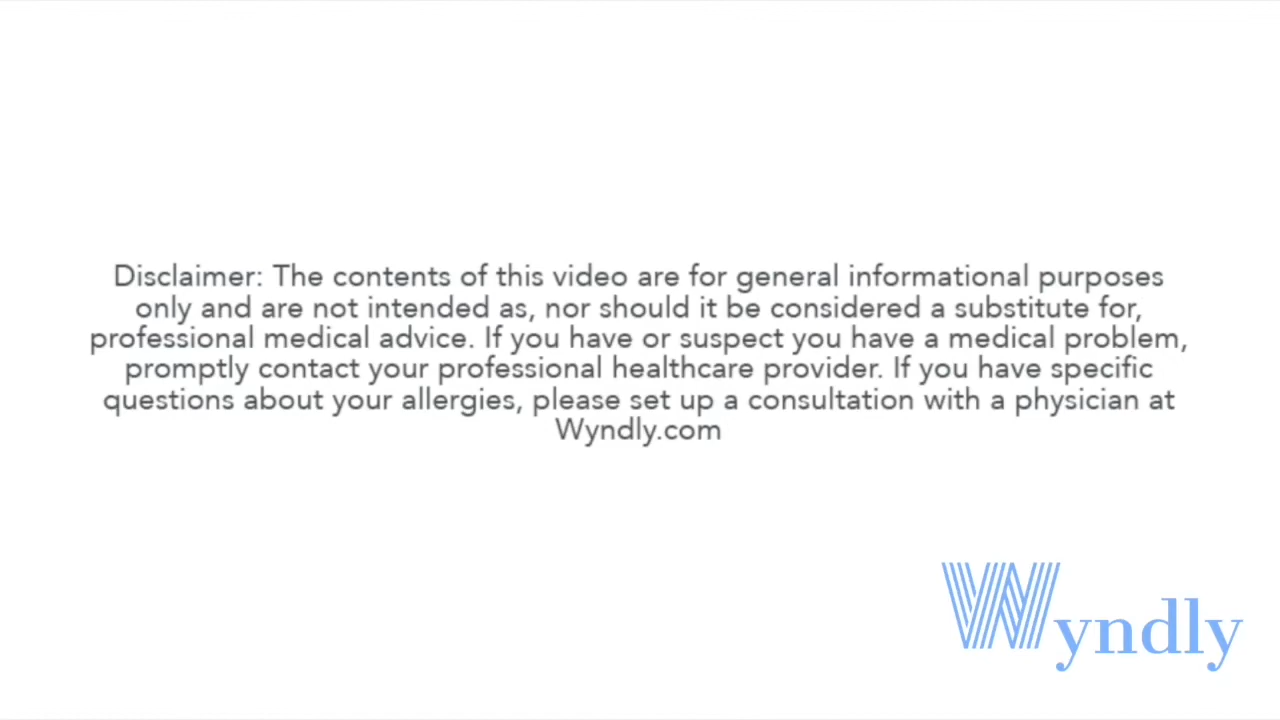 Disclaimer: The contents of this video are for general informational purposes
only and are not intended as, nor should it be considered a substitute for,
professional medical advice. If you have or suspect you have a medical problem,
promptly contact your professional healthcare provider. If you have specific
questions about your allergies, please set up a consultation with a physician at
Wyndly.com
Wyndly